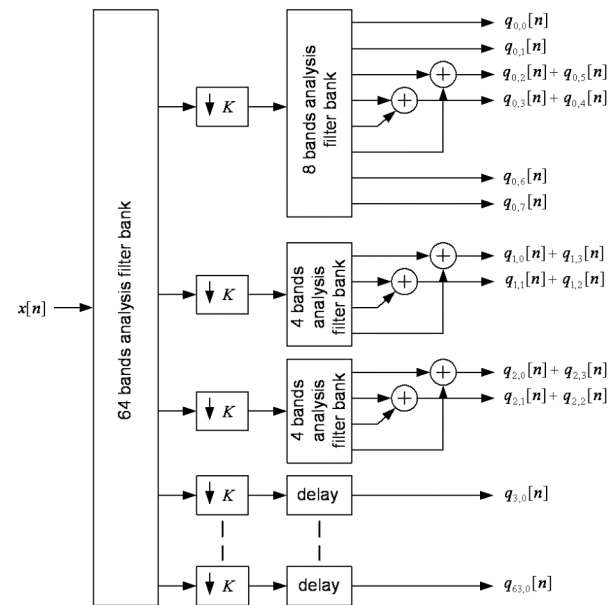 x[n]
64 bands analysis filter bank
↓ K
8 bands analysis
filter bank
+
+
q0,0[n]
q0,1[n]
q0,2[n] + q0,5[n]
q0,3[n] + q0,4[n]
q0,6[n]
q0,7[n]
↓ K
4 bands
analysis
filter bank
+
+
q1,0[n] + q1,3[n]
q1,1[n] + q1,2[n]
↓ K
4 bands
analysis
filter bank
+
+
q2,0[n] + q2,3[n]
q2,1[n] + q2,2[n]
↓ K
delay
q3,0[n]
↓ K
delay
q63,0[n]